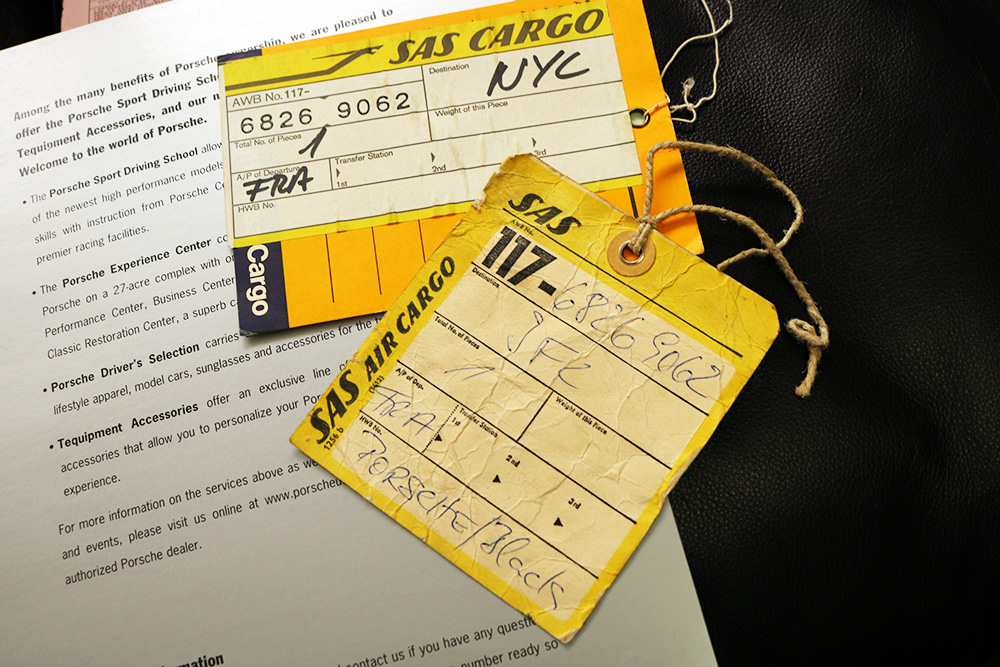 Among the many benefits of Porsche ownership, we are pleased to
offer the Porsche Sport Driving
Tequipment Accessories, and our
Welcome to the world of Porsche.
• The Porsche Sport Driving School
of the newest high performance models
skills with instruction from Porsche
premier racing facilities.
• The Porsche Experience Center
Porsche on a 27-acre complex with
Performance Center, Business Center
Classic Restoration Center, a superb
• Porsche Driver's Selection carries
lifestyle apparel, model cars, sunglasses and accessories for the
• Tequipment Accessories offer an exclusive line
accessories that allow you to personalize your
experience.
For more information on the services above as
and events, please visit us online at
authorized Porsche dealer.
contact us if you have any
number ready so
SAS CARGO
AWB No. 117-
6826 9062
Destination
NYC
Total No. of Pieces
1
Weight of this Piece
A/P of Departure
FRA
Transfer Station
1st
2nd
3rd
HWB No.
Cargo
SAS
AWB No.
117-
6826 9062
Destination
JFK
Total No. of Pieces
1
Weight of this Piece
A/P of Dep.
FRA
Transfer Station
1st
2nd
3rd
HWB No.
PORSCHE/Black
SAS AIR CARGO
1256 b